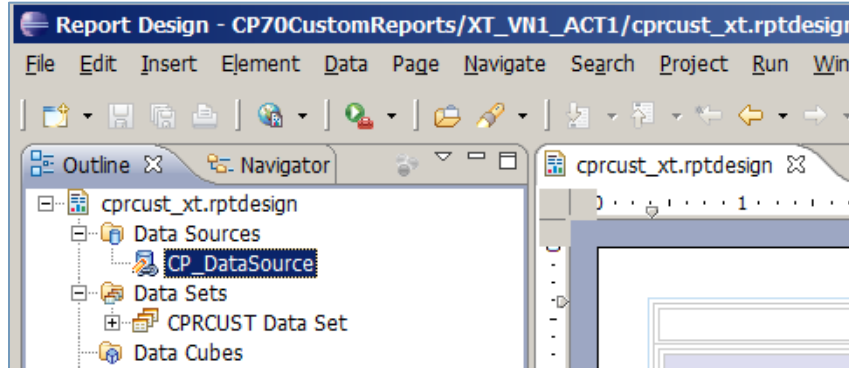 Report Design - CP70CustomReports/XT_VN1_ACT1/cprcust_xt.rptdesign
File Edit Insert Element Data Page Navigate Search Project Run
Outline Navigator cprcust_xt.rptdesign
cprcust_xt.rptdesign
0 1
Data Sources
CP_DataSource
Data Sets
CPRCUST Data Set
Data Cubes